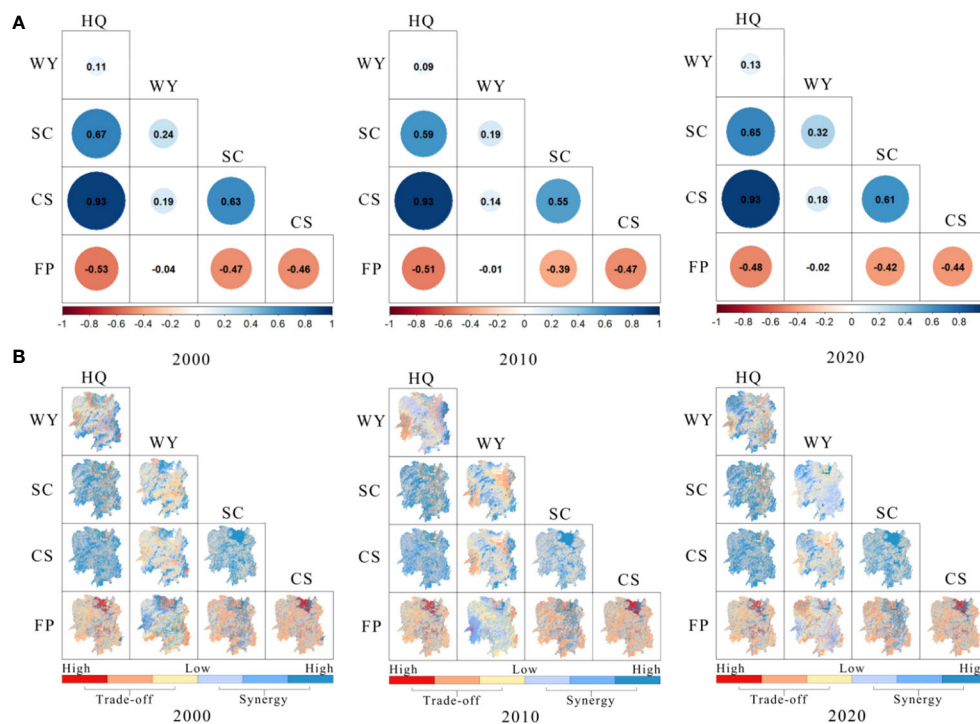 A
HQ HQ HQ
WY 0.11 WY 0.09 WY 0.13
WY WY WY
SC 0.67 0.24 SC 0.59 0.19 SC 0.65 0.32
SC SC SC
CS 0.93 0.19 0.63 CS 0.93 0.14 0.55 CS 0.93 0.18 0.61
CS CS CS
FP -0.53 -0.04 -0.47 -0.46 FP -0.51 -0.01 -0.39 -0.47 FP -0.48 -0.02 -0.42 -0.44
-1 -0.8 -0.6 -0.4 -0.2 0 0.2 0.4 0.6 0.8 1 -1 -0.8 -0.6 -0.4 -0.2 0 0.2 0.4 0.6 0.8 1 -1 -0.8 -0.6 -0.4 -0.2 0 0.2 0.4 0.6 0.8
2000 2010 2020
B
HQ HQ HQ
WY WY WY
WY WY WY
SC SC SC
SC SC SC
CS CS CS
CS CS CS
FP FP FP
High Low High High Low High High Low High
Trade-off Synergy Trade-off Synergy Trade-off Synergy
2000 2010 2020